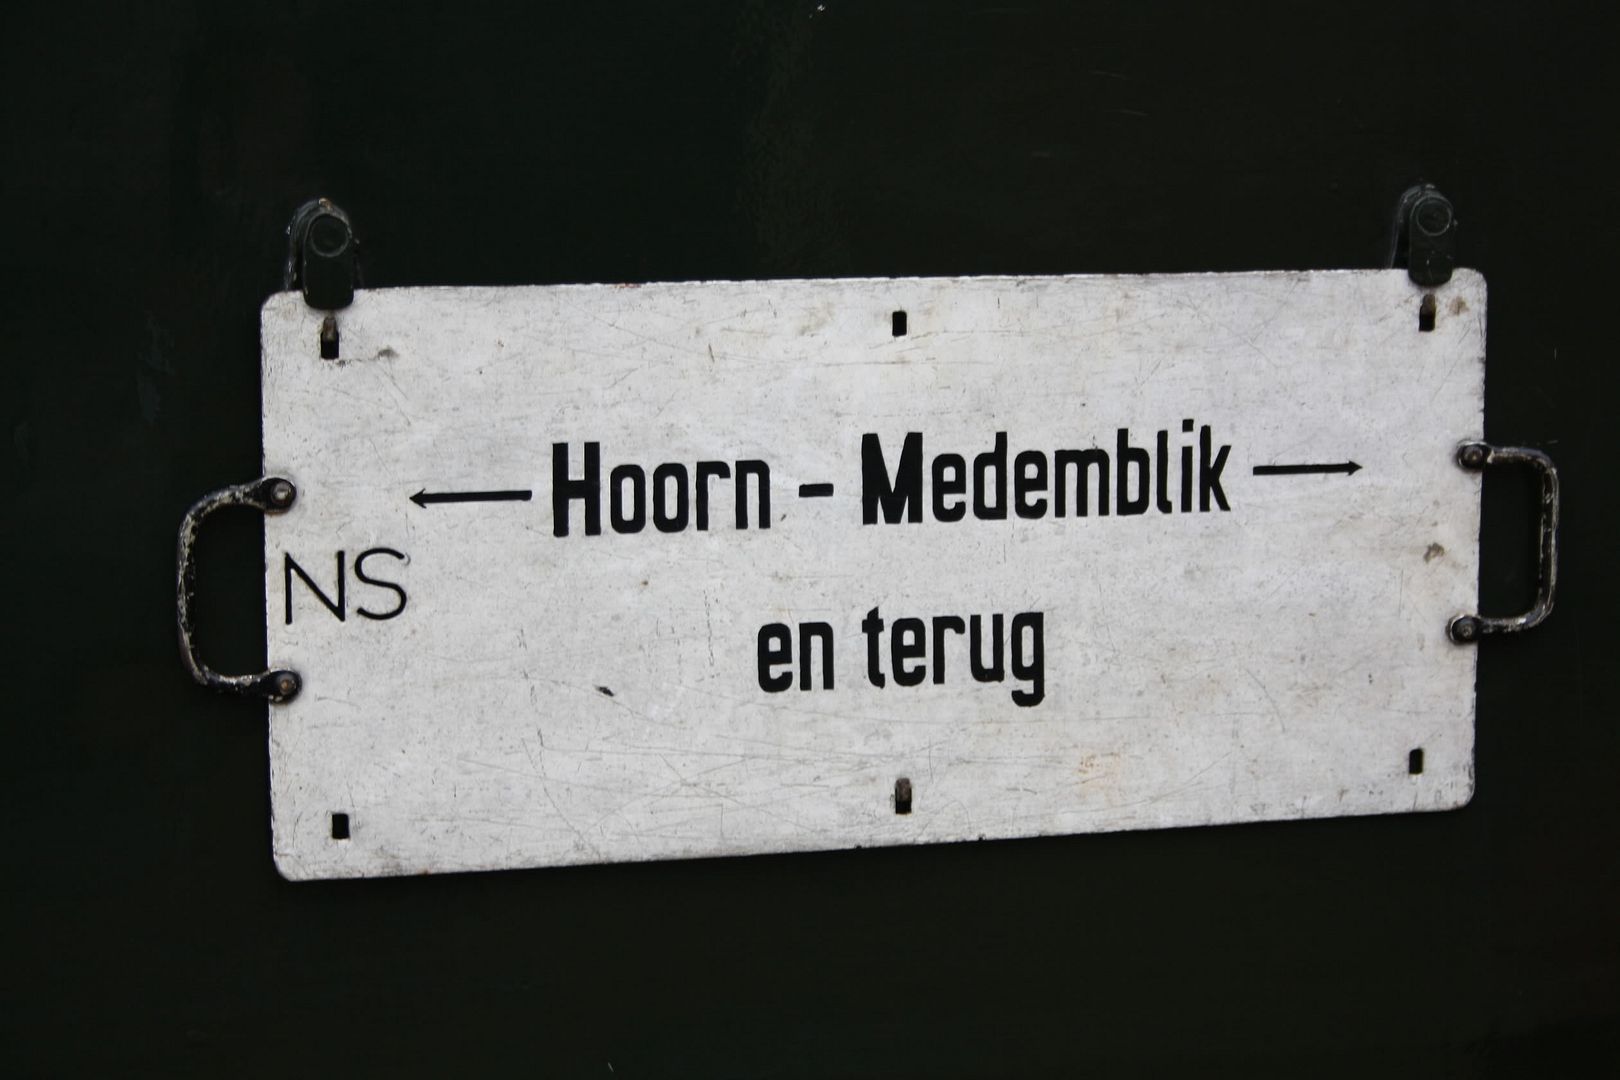 ← Hoorn - Medemblik →
NS
en terug